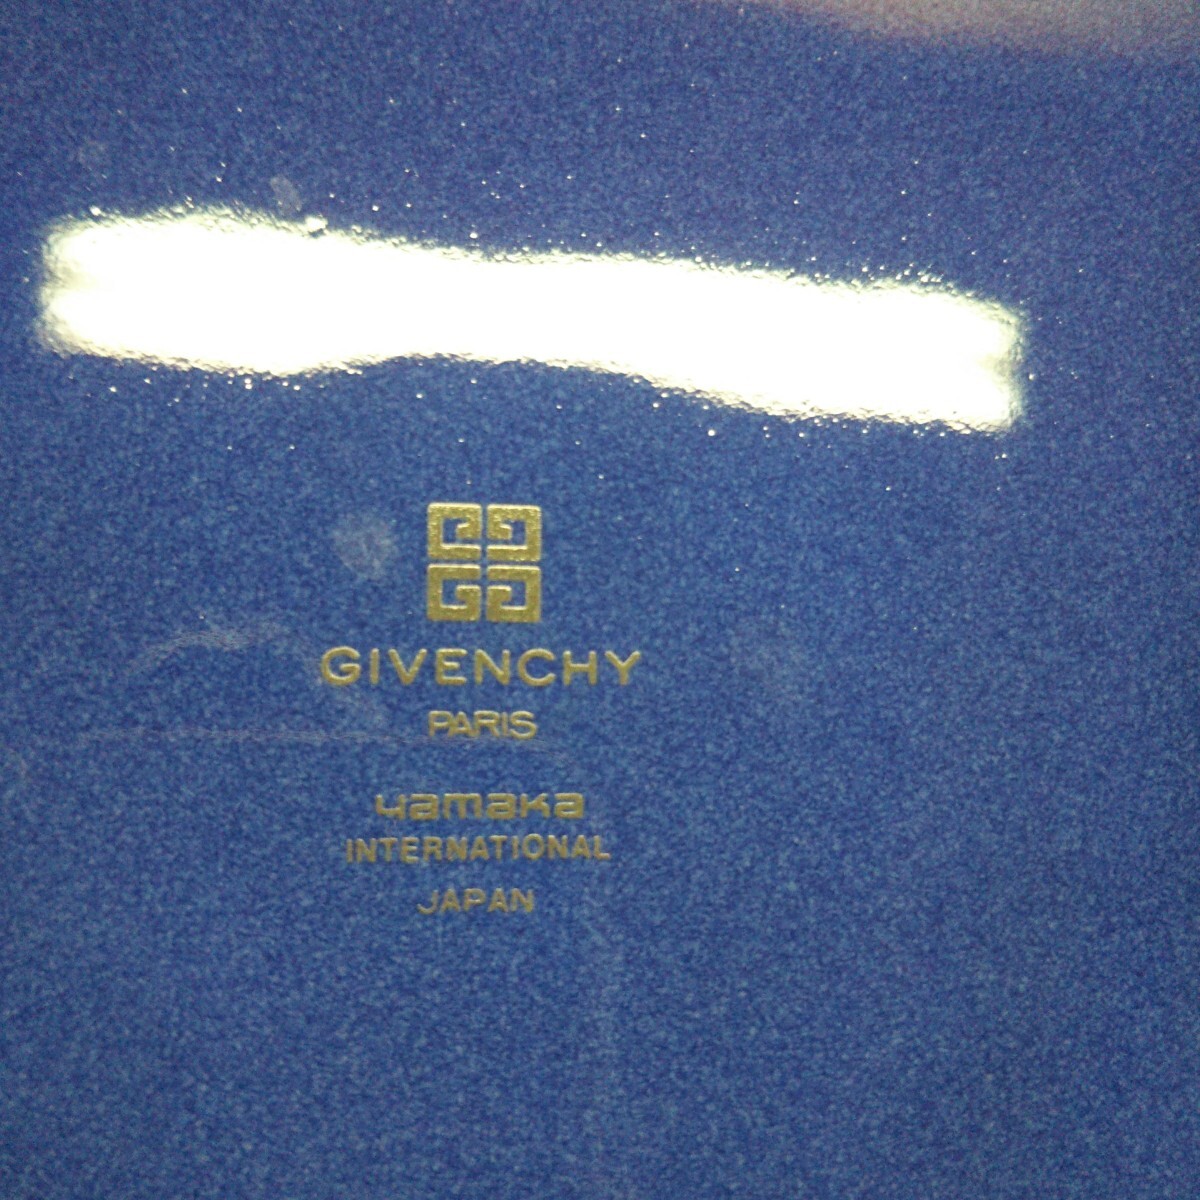 GIVENCHY
PARIS
yamaka
INTERNATIONAL
JAPAN